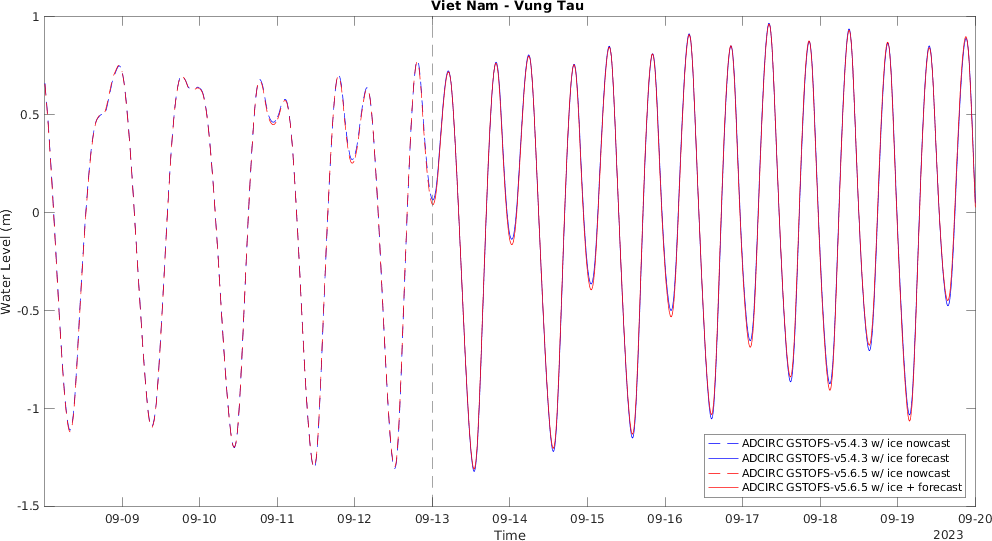 Viet Nam - Vung Tau
Water Level (m)
1
0.5
0
-0.5
-1
-1.5
ADCIRC GSTOFS-v5.4.3 w/ ice nowcast
ADCIRC GSTOFS-v5.4.3 w/ ice forecast
ADCIRC GSTOFS-v5.6.5 w/ ice nowcast
ADCIRC GSTOFS-v5.6.5 w/ ice + forecast
09-09 09-10 09-11 09-12 09-13 09-14 09-15 09-16 09-17 09-18 09-19 09-20
Time
2023